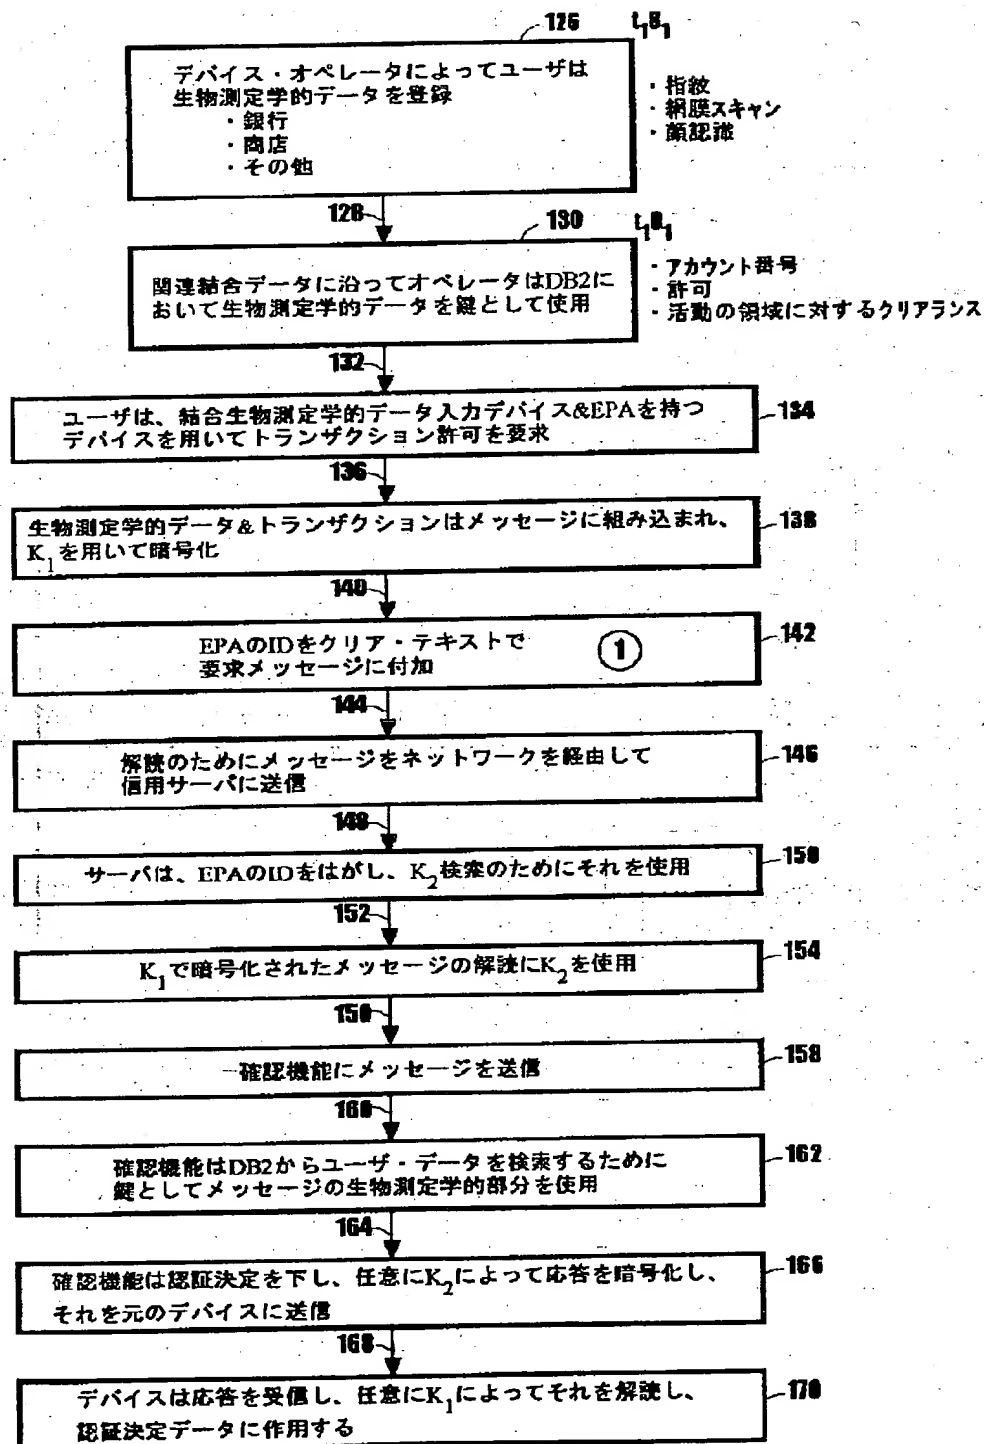 126
t₁B₁
デバイス・オペレータによってユーザは
生物測定学的データを登録
・銀行
・商店
・その他
・指紋
・網膜スキャン
・顔認識
128
130
関連結合データに沿ってオペレータはDB2に
おいて生物測定学的データを鍵として使用
・アカウント番号
・許可
・活動の領域に対するクリアランス
132
ユーザは、結合生物測定学的データ入力デバイス&EPAを持つ
デバイスを用いてトランザクション許可を要求
134
136
生物測定学的データ&トランザクションはメッセージに組み込まれ、
K₁を用いて暗号化
138
140
EPAのIDをクリア・テキストで
要求メッセージに付加
①
142
144
解読のためにメッセージをネットワークを経由して
信用サーバに送信
146
148
サーバは、EPAのIDをはがし、K₂検索のためにそれを使用
150
152
K₁で暗号化されたメッセージの解読にK₂を使用
154
156
確認機能にメッセージを送信
158
160
確認機能はDB2からユーザ・データを検索するために
鍵としてメッセージの生物測定学的部分を使用
162
164
確認機能は認証決定を下し、任意にK₂によって応答を暗号化し、
それを元のデバイスに送信
166
168
デバイスは応答を受信し、任意にK₁によってそれを解読し、
認証決定データに作用する
170